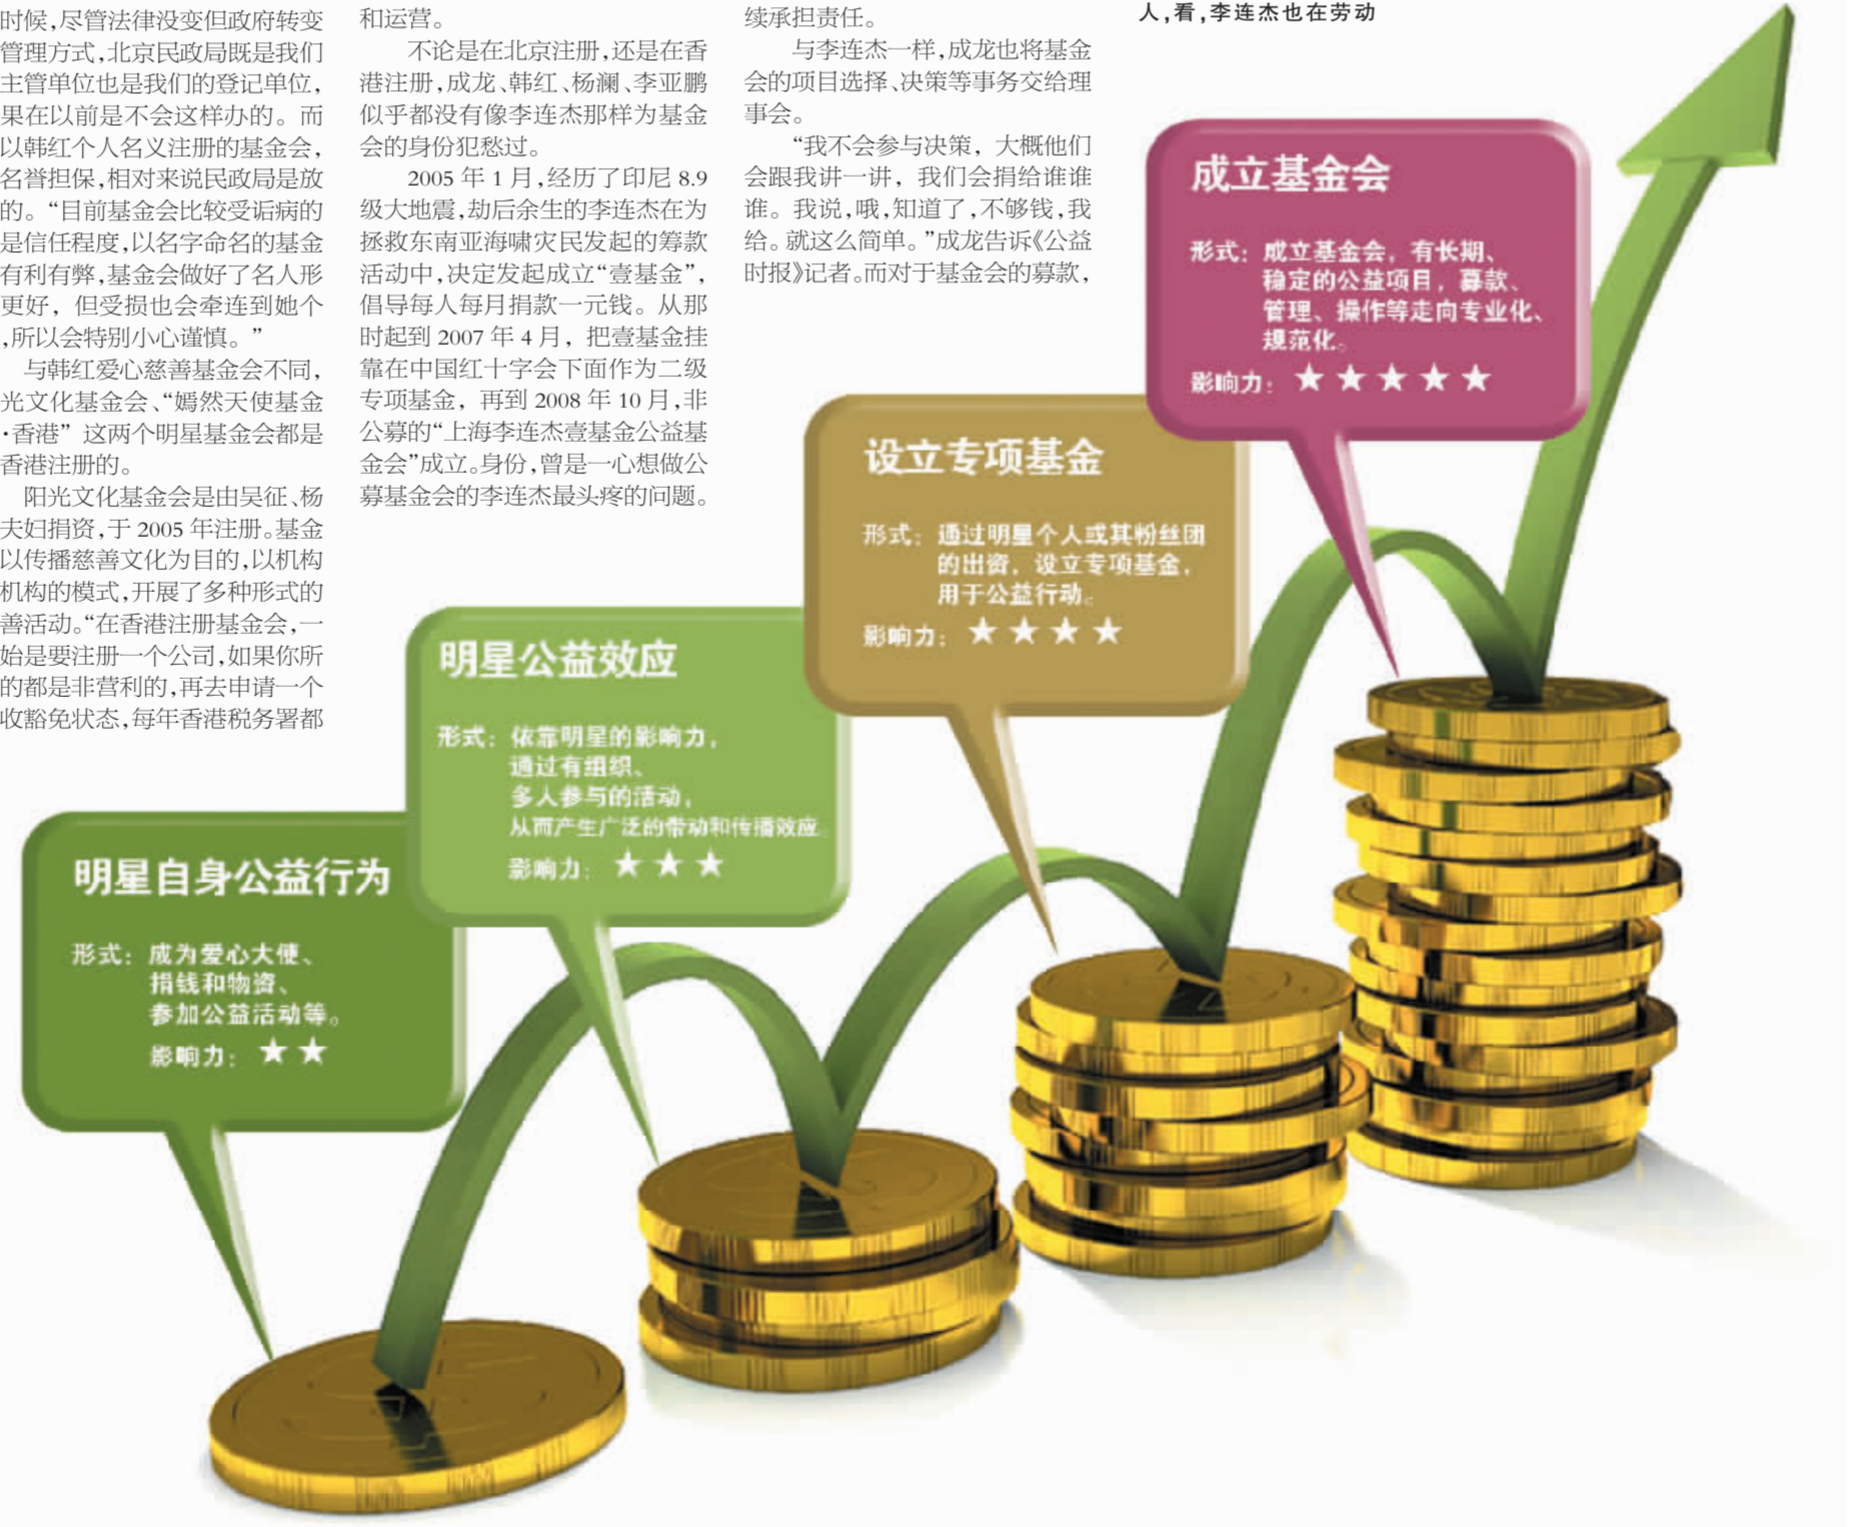 时候,尽管法律没变但政府转变
管理方式,北京民政局既是我们
主管单位也是我们的登记单位,
果在以前是不会这样办的。而
以韩红个人名义注册的基金会,
名誉担保,相对来说民政局是放
的。“目前基金会比较受诟病的
是信任程度,以名字命名的基金
有利有弊,基金会做好了名人形
更好，但受损也会牵连到她个
,所以会特别小心谨慎。”
与韩红爱心慈善基金会不同,
光文化基金会、“嫣然天使基金
·香港”这两个明星基金会都是
香港注册的。
阳光文化基金会是由吴征、杨
夫妇捐资,于2005年注册。基金
以传播慈善文化为目的,以机构
机构的模式,开展了多种形式的
善活动。“在香港注册基金会,一
始是要注册一个公司,如果你所
的都是非营利的,再去申请一个
收豁免状态,每年香港税务署都
和运营。
不论是在北京注册,还是在香
港注册,成龙、韩红、杨澜、李亚鹏
似乎都没有像李连杰那样为基金
会的身份犯愁过。
2005年1月,经历了印尼8.9
级大地震,劫后余生的李连杰在为
拯救东南亚海啸灾民发起的筹款
活动中,决定发起成立“壹基金”,
倡导每人每月捐款一元钱。从那
时起到2007年4月，把壹基金挂
靠在中国红十字会下面作为二级
专项基金，再到2008年10月,非
公募的“上海李连杰壹基金公益基
金会”成立。身份,曾是一心想做公
募基金会的李连杰最头疼的问题。
续承担责任。
与李连杰一样,成龙也将基金
会的项目选择、决策等事务交给理
事会。
“我不会参与决策，大概他们
会跟我讲一讲，我们会捐给谁谁
谁。我说,哦,知道了,不够钱,我
给。就这么简单。”成龙告诉《公益
时报》记者。而对于基金会的募款,
人,看,李连杰也在劳动
成立基金会
形式：成立基金会，有长期、
稳定的公益项目，募款、
管理、操作等走向专业化、
规范化。
影响力：★★★★★
设立专项基金
形式：通过明星个人或其粉丝团
的出资，设立专项基金，
用于公益行动。
影响力：★★★★
明星公益效应
形式：依靠明星的影响力，
通过有组织、
多人参与的活动，
从而产生广泛的带动和传播效应。
影响力：★★★
明星自身公益行为
形式：成为爱心大使、
捐钱和物资、
参加公益活动等。
影响力：★★